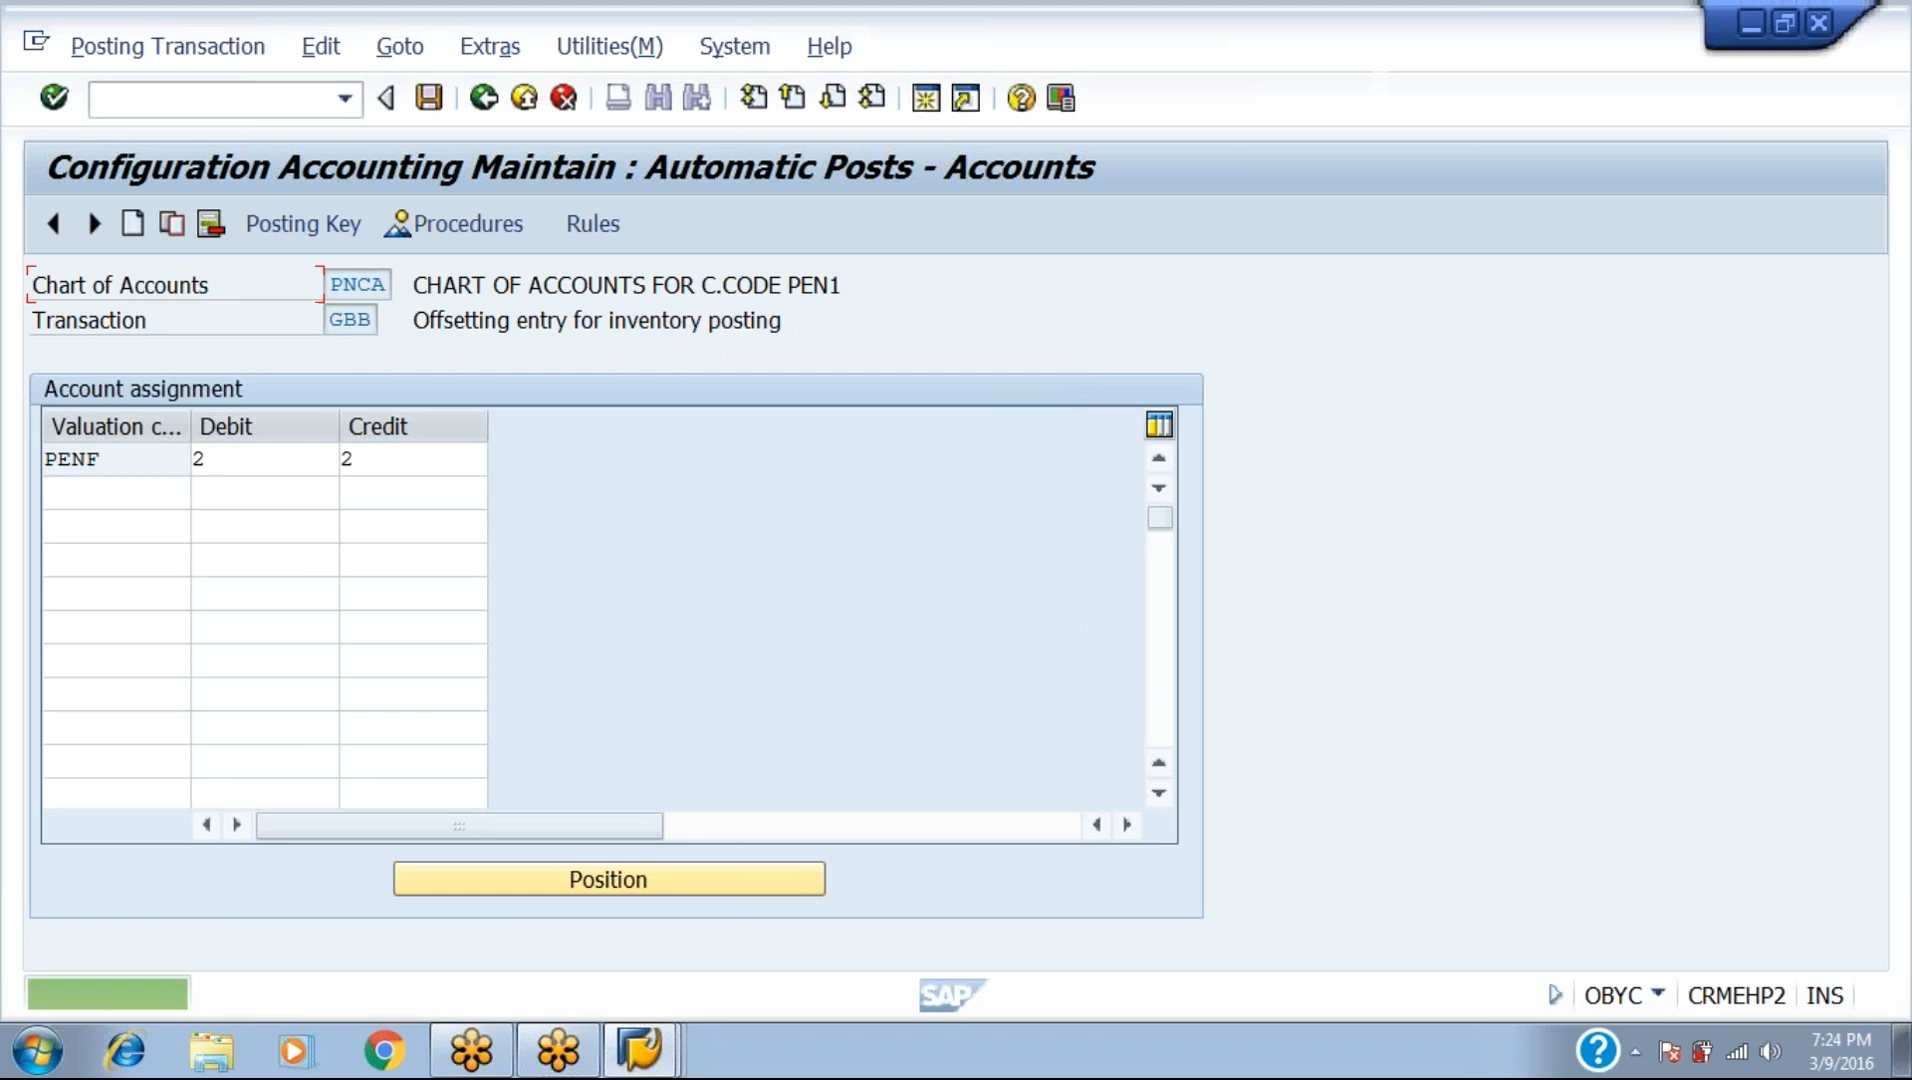 Posting Transaction Edit Goto Extras Utilities(M) System Help
Configuration Accounting Maintain : Automatic Posts - Accounts
Posting Key Procedures Rules
Chart of Accounts PNCA CHART OF ACCOUNTS FOR C.CODE PEN1
Transaction GBB Offsetting entry for inventory posting
Account assignment
Valuation c... Debit Credit
PENF 2 2
Position
SAP OBYC CRMEHP2 INS
7:24 PM
3/9/2016